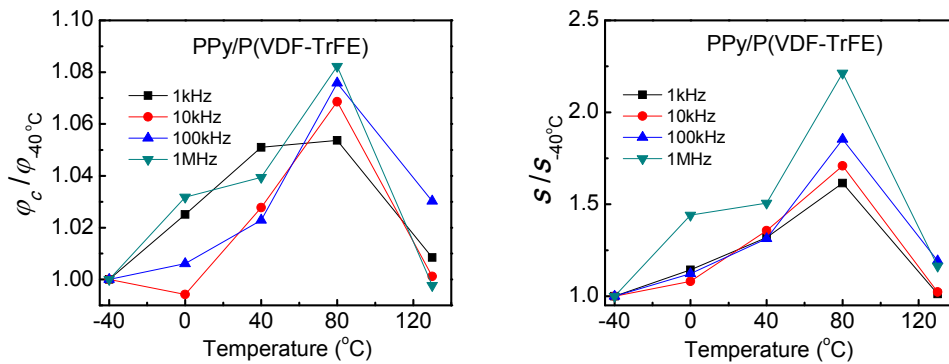 PPy/P(VDF-TrFE)
1kHz
10kHz
100kHz
1MHz
φc/φ-40°C
1.10
1.08
1.06
1.04
1.02
1.00
-40 0 40 80 120
Temperature (°C)
PPy/P(VDF-TrFE)
1kHz
10kHz
100kHz
1MHz
s/s-40°C
2.5
2.0
1.5
1.0
-40 0 40 80 120
Temperature (°C)